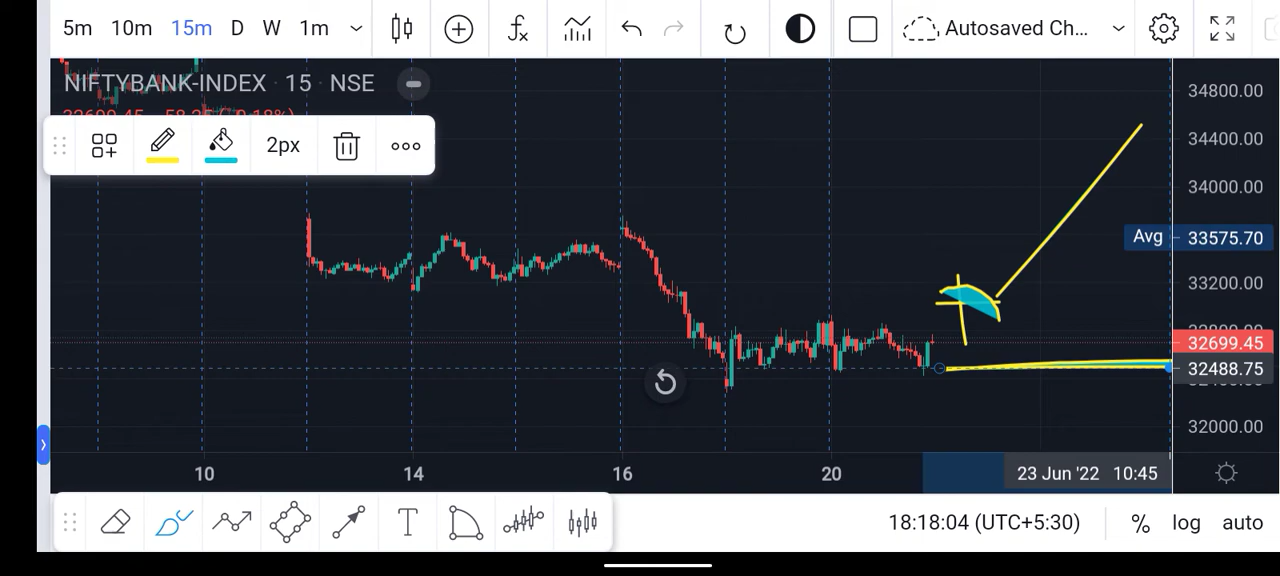 5m 10m 15m D W 1m Autosaved Ch...
NIFTYBANK-INDEX · 15 · NSE
2px
34800.00
34400.00
34000.00
Avg 33575.70
33200.00
32699.45
32488.75
32000.00
10 14 16 20 23 Jun '22 10:45
T 18:18:04 (UTC+5:30) % log auto